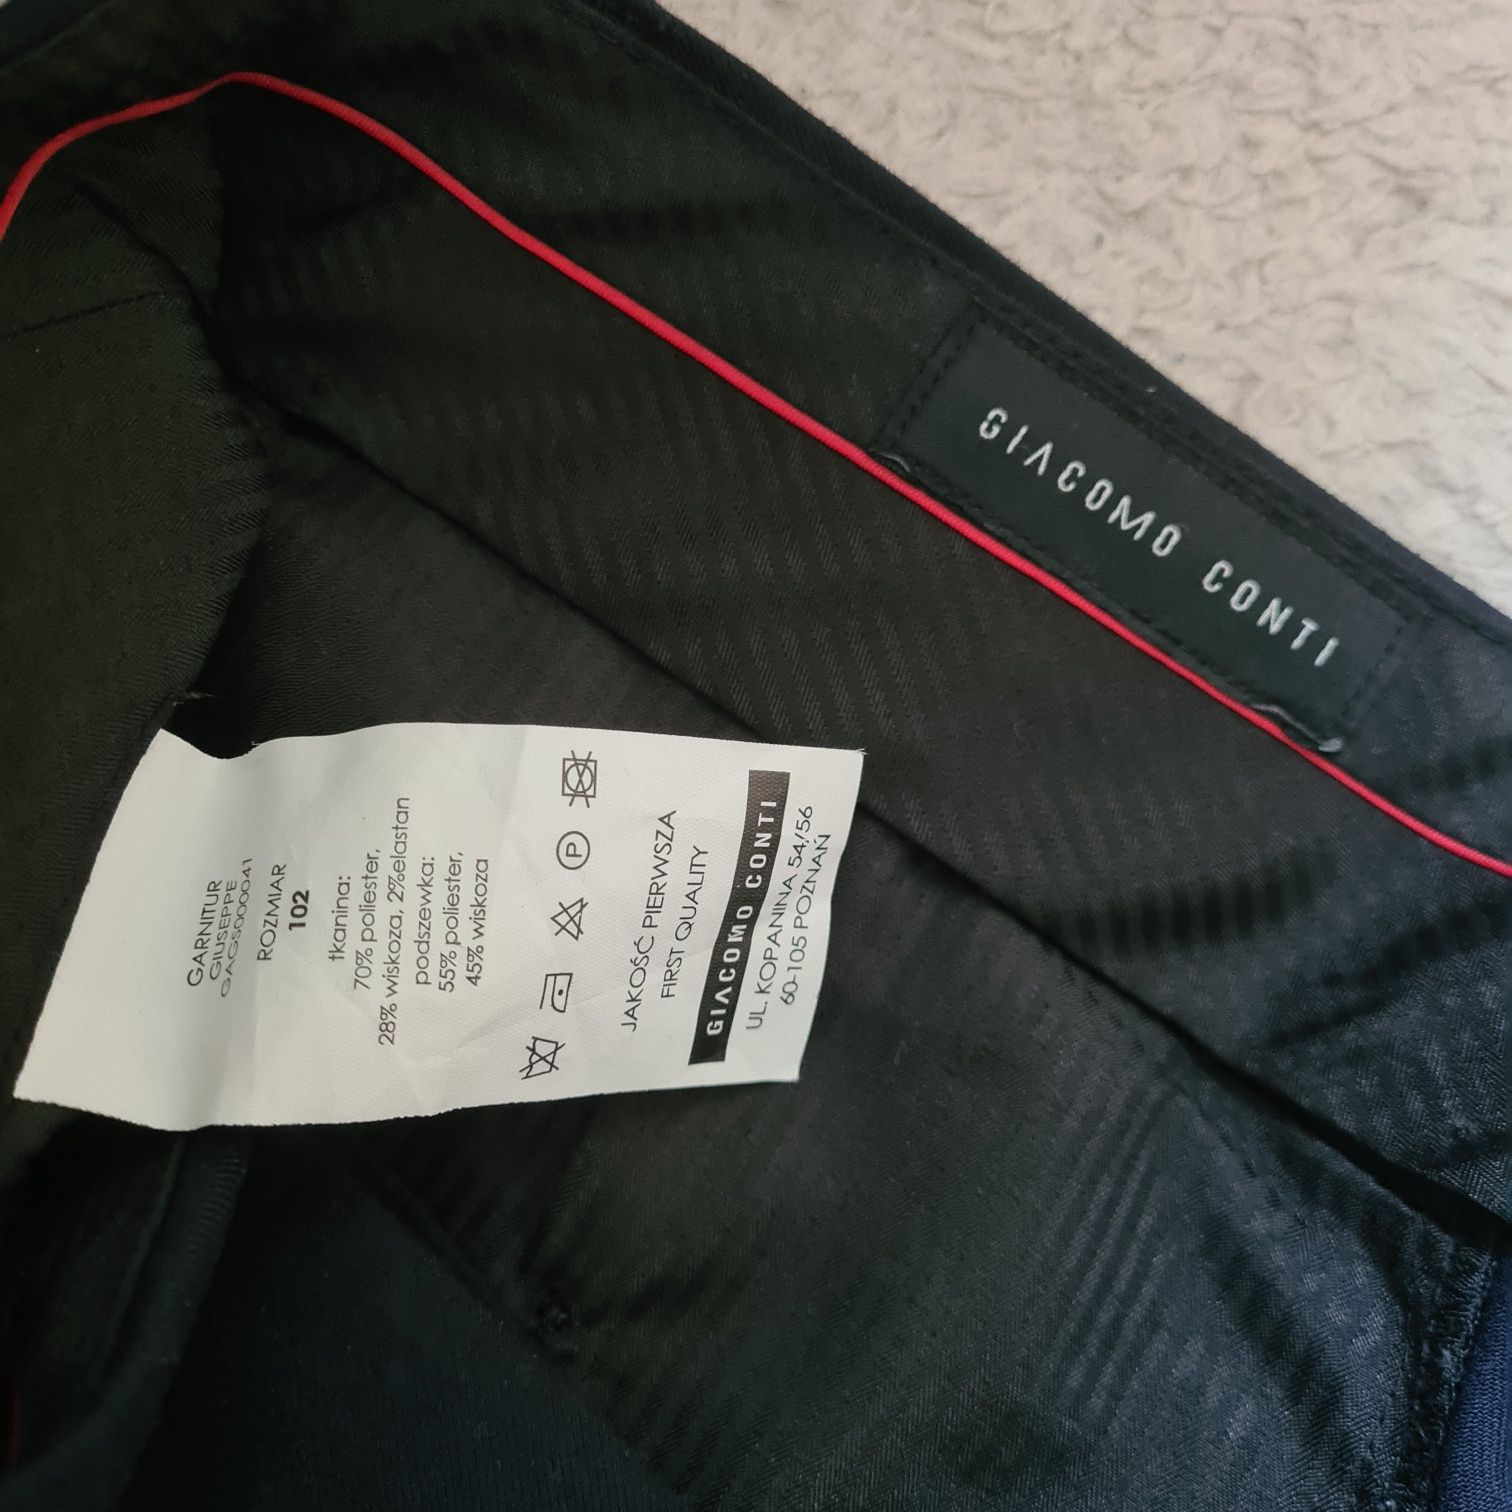 GIACOMO CONTI
GARNITUR
GIUSEPPE
GAGS000041
ROZMIAR
102
tkanina:
70% poliester,
28% wiskoza, 2%elastan
podszewka:
55% poliester,
45% wiskoza
P
JAKOŚĆ PIERWSZA
FIRST QUALITY
GIACOMO CONTI
UL. KOPANINA 54/56
60-105 POZNAŃ